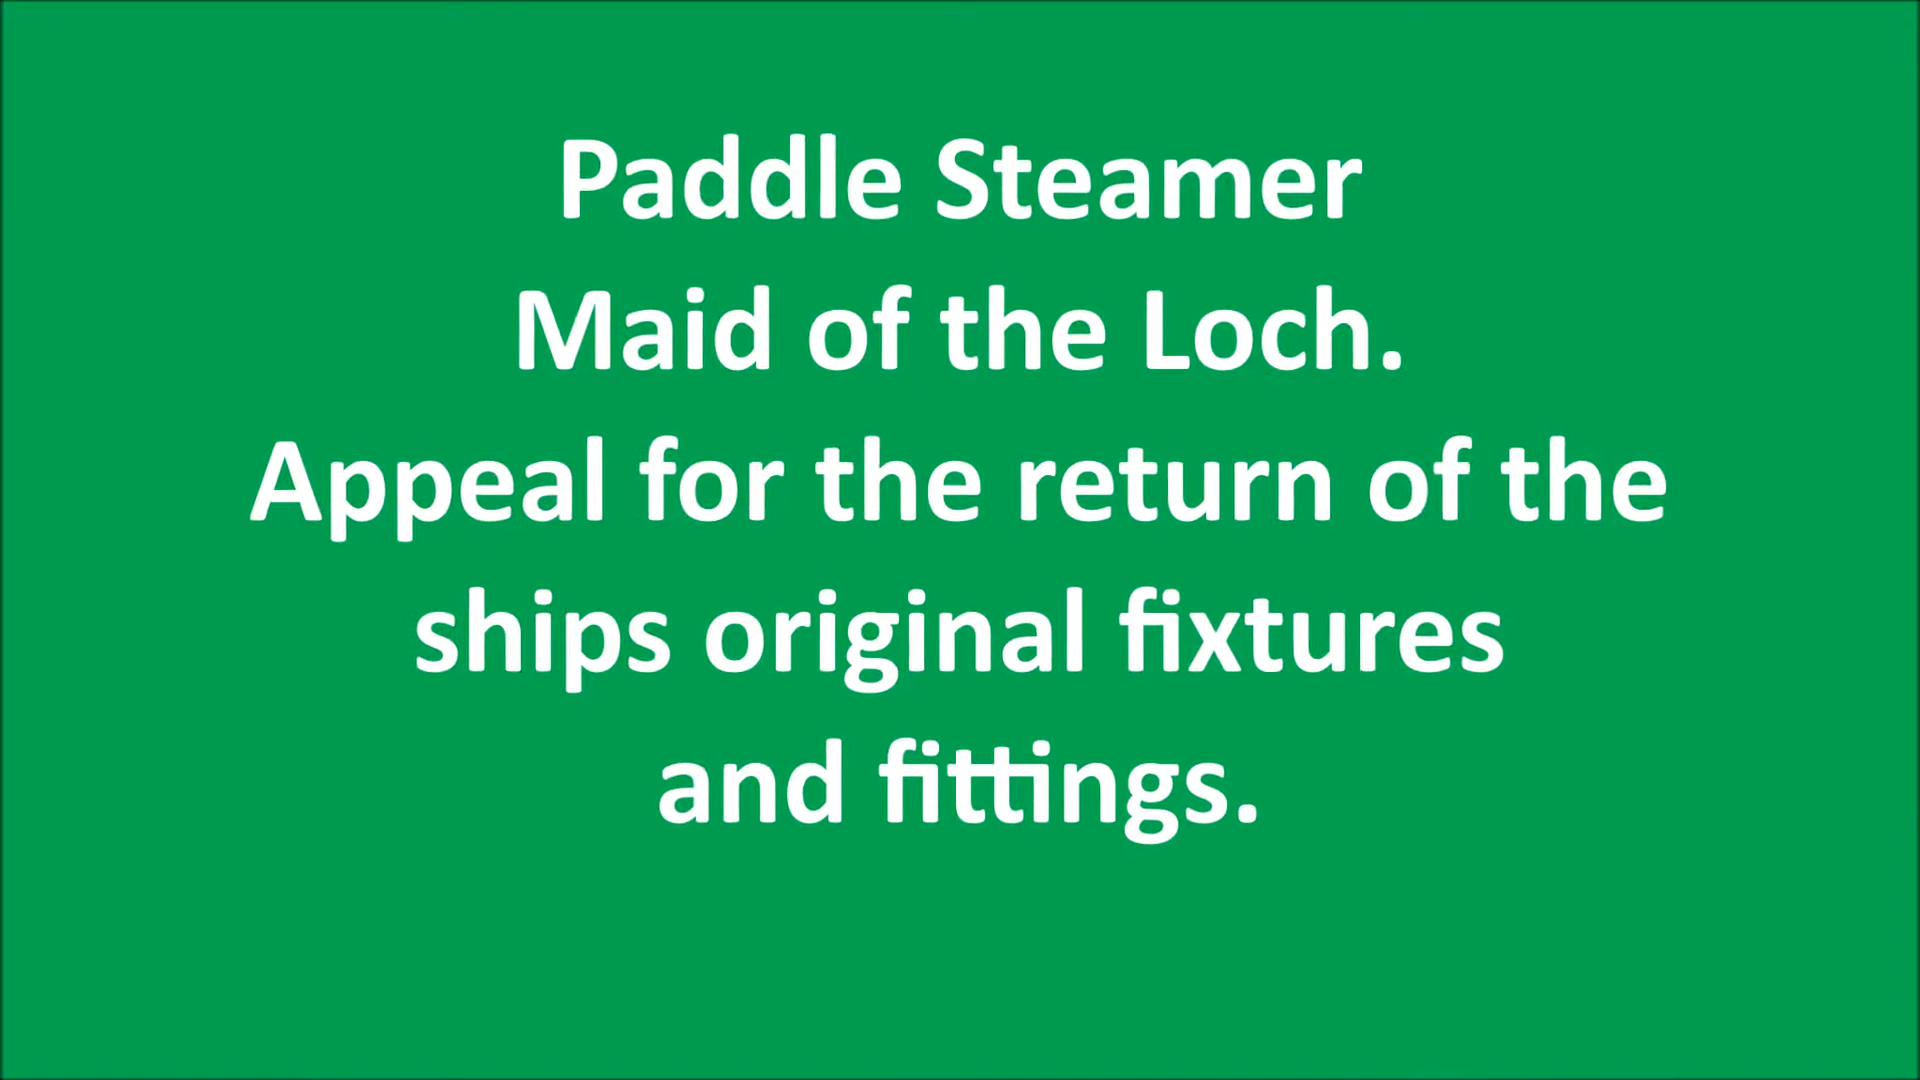 Paddle Steamer
Maid of the Loch.
Appeal for the return of the
ships original fixtures
and fittings.